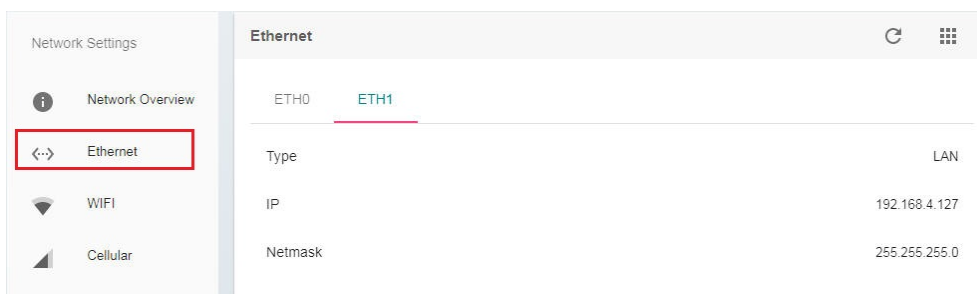 Network Settings
Ethernet
Network Overview
Ethernet
WIFI
Cellular
ETH0 ETH1
Type LAN
IP 192.168.4.127
Netmask 255.255.255.0